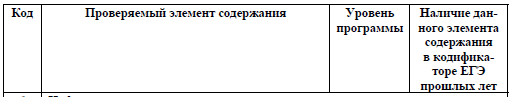 Код Проверяемый элемент содержания Уровень Наличие дан-
программы ного элемента
содержания
в кодифика-
торе ЕГЭ
прошлых лет